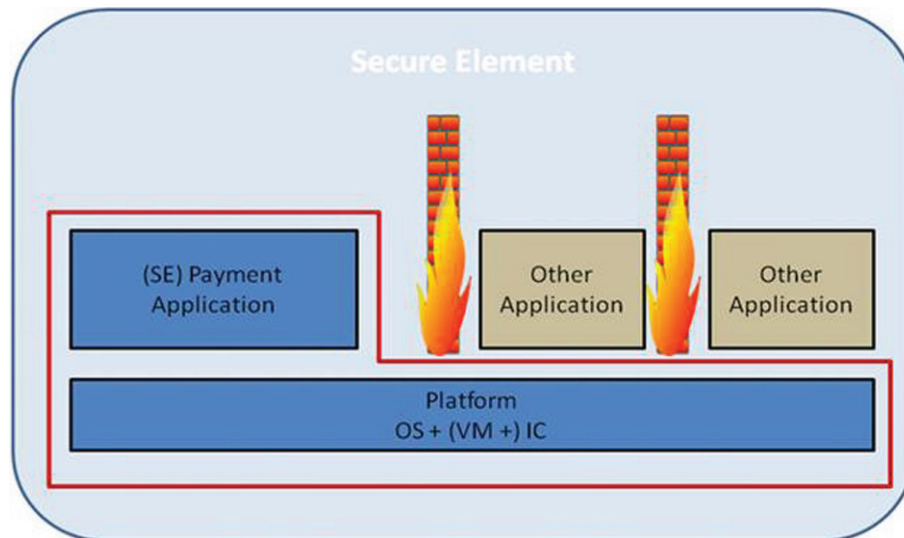 Secure Element
(SE) Payment
Application
Other
Application
Other
Application
Platform
OS + (VM +) IC